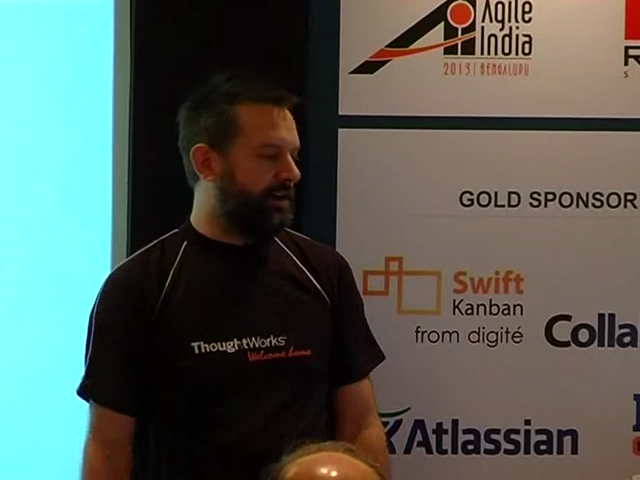 Agile
India
2013 | BENGALURU
R
GOLD SPONSOR
Swift
Kanban
from digité
Colla
Atlassian
ThoughtWorks
Welcome home